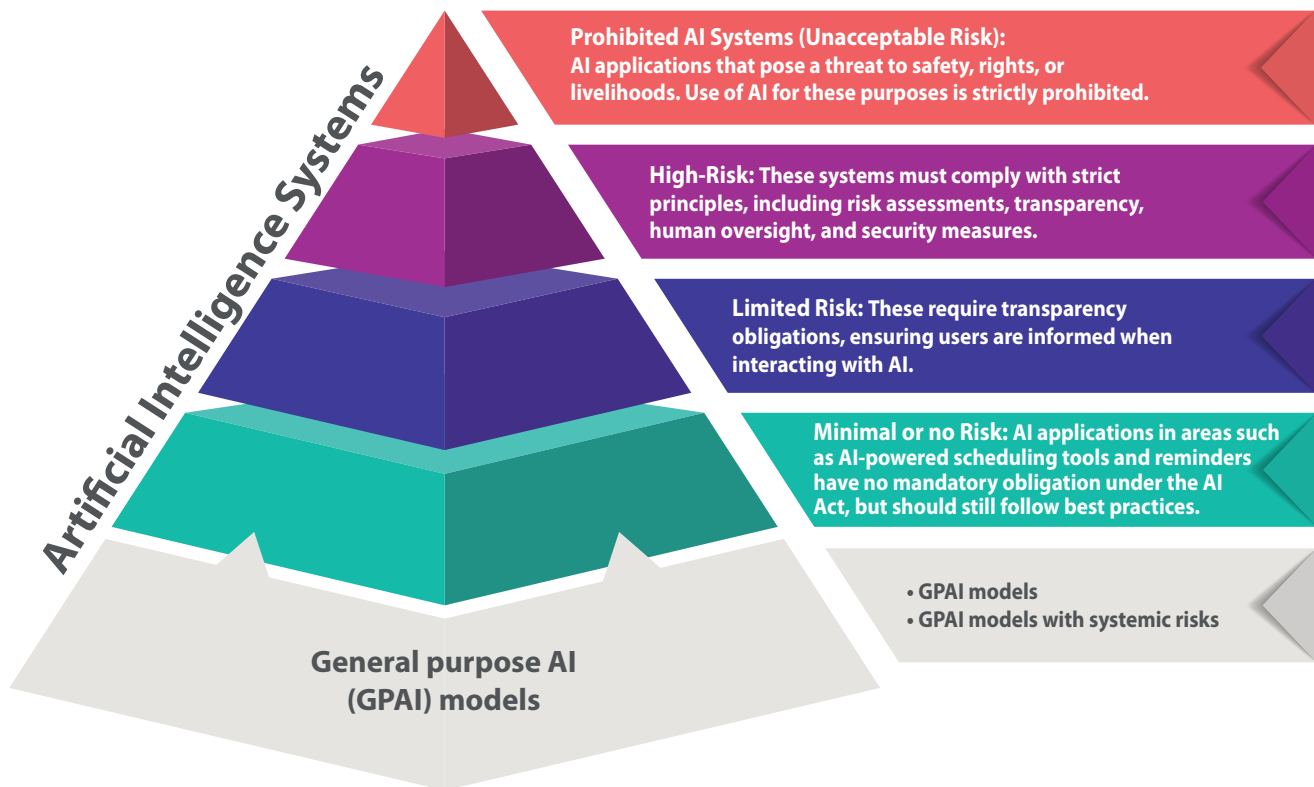 Artificial Intelligence Systems
Prohibited AI Systems (Unacceptable Risk):
AI applications that pose a threat to safety, rights, or
livelihoods. Use of AI for these purposes is strictly prohibited.
High-Risk: These systems must comply with strict
principles, including risk assessments, transparency,
human oversight, and security measures.
Limited Risk: These require transparency
obligations, ensuring users are informed when
interacting with AI.
Minimal or no Risk: AI applications in areas such
as AI-powered scheduling tools and reminders
have no mandatory obligation under the AI
Act, but should still follow best practices.
General purpose AI
(GPAI) models
• GPAI models
• GPAI models with systemic risks